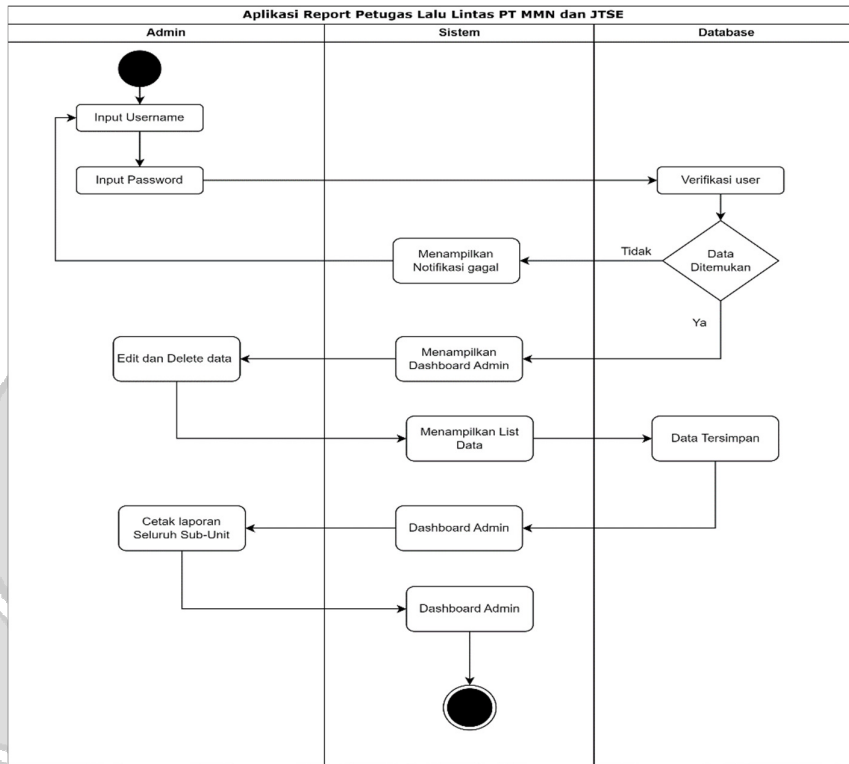 Aplikasi Report Petugas Lalu Lintas PT MMN dan JTSE
Admin
Sistem
Database
Input Username
Input Password
Verifikasi user
Data
Ditemukan
Tidak
Menampilkan
Notifikasi gagal
Ya
Menampilkan
Dashboard Admin
Edit dan Delete data
Menampilkan List
Data
Data Tersimpan
Dashboard Admin
Cetak laporan
Seluruh Sub-Unit
Dashboard Admin